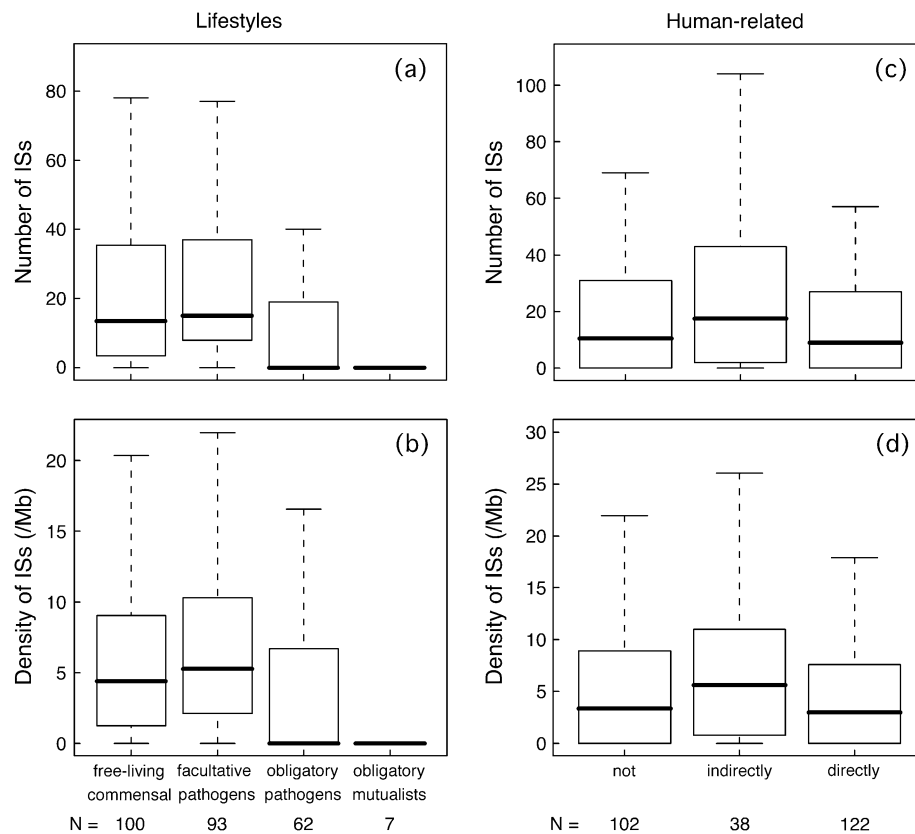 Lifestyles
Human-related
(a)
Number of ISs
80
60
40
20
0
(c)
Number of ISs
100
80
60
40
20
0
(b)
Density of ISs (/Mb)
20
15
10
5
0
(d)
Density of ISs (/Mb)
30
25
20
15
10
5
0
free-living commensal
facultative pathogens
obligatory pathogens
obligatory mutualists
not
indirectly
directly
N = 100 93 62 7 102 38 122